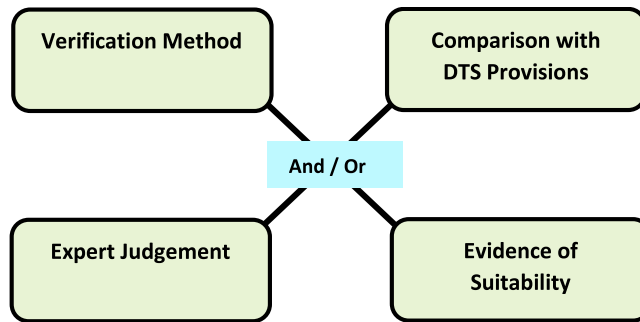 Verification Method
Comparison with
DTS Provisions
And / Or
Expert Judgement
Evidence of
Suitability